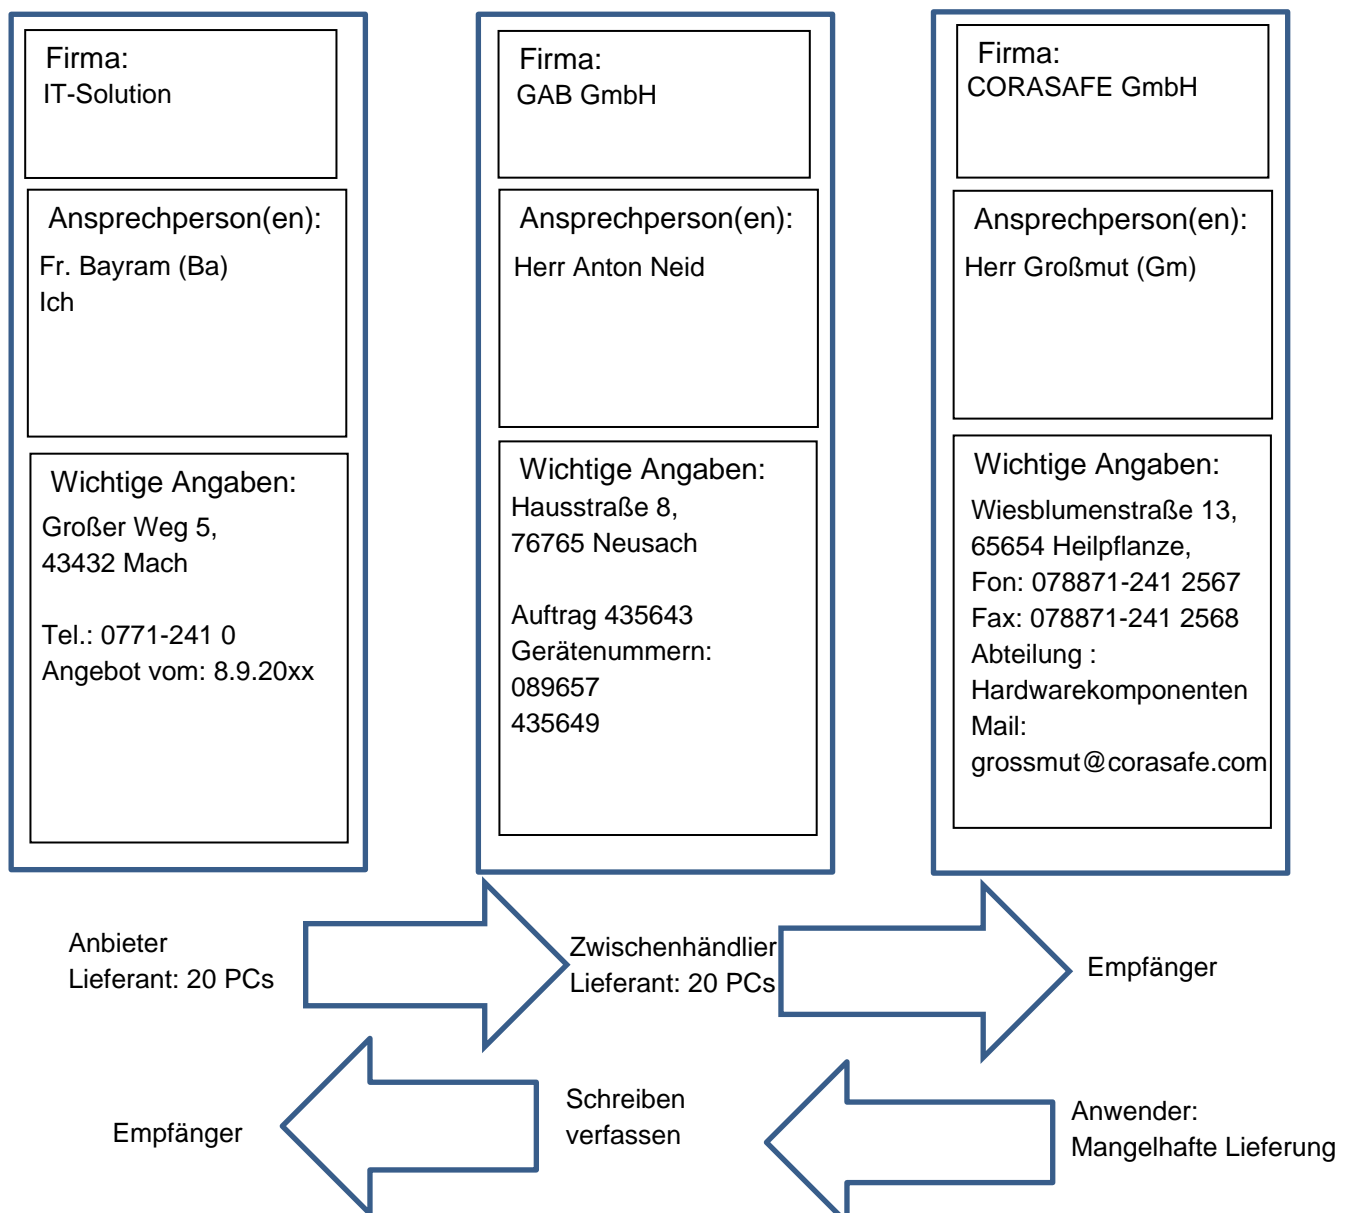 Firma:
IT-Solution
Ansprechperson(en):
Fr. Bayram (Ba)
Ich
Wichtige Angaben:
Großer Weg 5,
43432 Mach
Tel.: 0771-241 0
Angebot vom: 8.9.20xx
Firma:
GAB GmbH
Ansprechperson(en):
Herr Anton Neid
Wichtige Angaben:
Hausstraße 8,
76765 Neusach
Auftrag 435643
Gerätenummern:
089657
435649
Firma:
CORASAFE GmbH
Ansprechperson(en):
Herr Großmut (Gm)
Wichtige Angaben:
Wiesblumenstraße 13,
65654 Heilpflanze,
Fon: 078871-241 2567
Fax: 078871-241 2568
Abteilung :
Hardwarekomponenten
Mail:
grossmut@corasafe.com
Anbieter
Lieferant: 20 PCs
Zwischenhändlier
Lieferant: 20 PCs
Empfänger
Empfänger
Schreiben
verfassen
Anwender:
Mangelhafte Lieferung